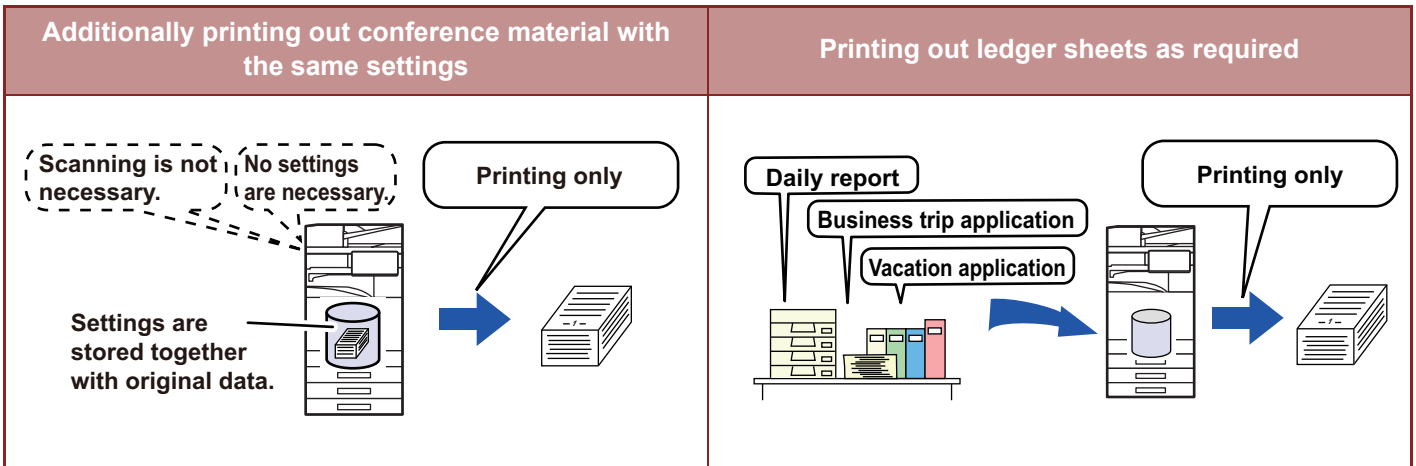 Additionally printing out conference material with
the same settings
Printing out ledger sheets as required
Scanning is not
necessary.
No settings
are necessary.
Printing only
Settings are
stored together
with original data.
-1-
Daily report
Business trip application
Vacation application
Printing only
-1-